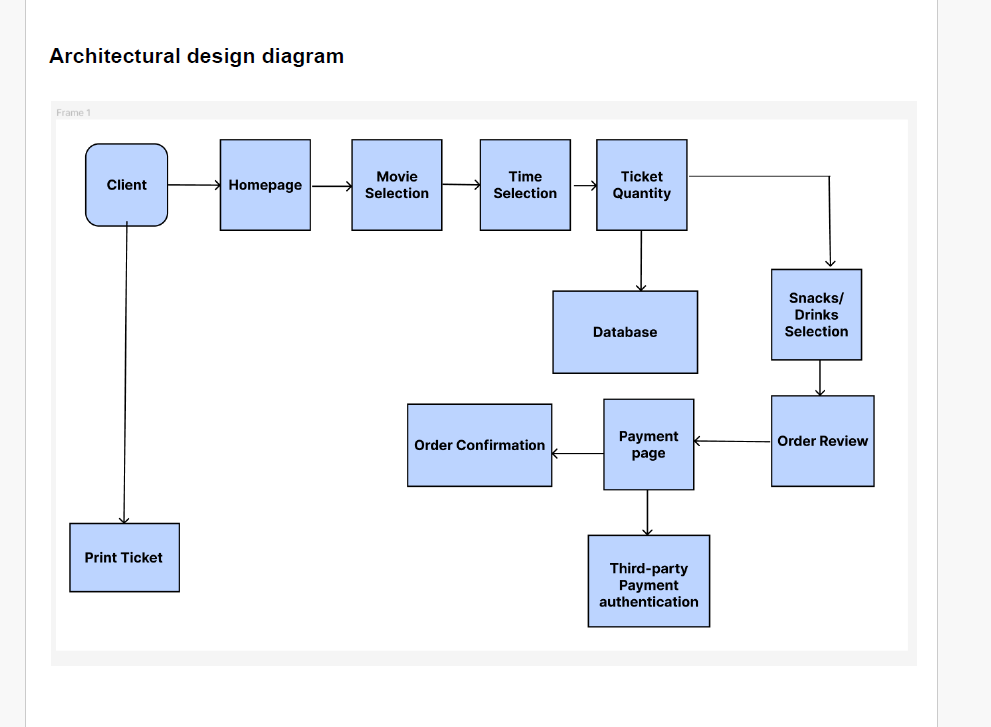 Architectural design diagram
Frame 1
Client
Homepage
Movie
Selection
Time
Selection
Ticket
Quantity
Database
Snacks/
Drinks
Selection
Order Confirmation
Payment
page
Order Review
Print Ticket
Third-party
Payment
authentication